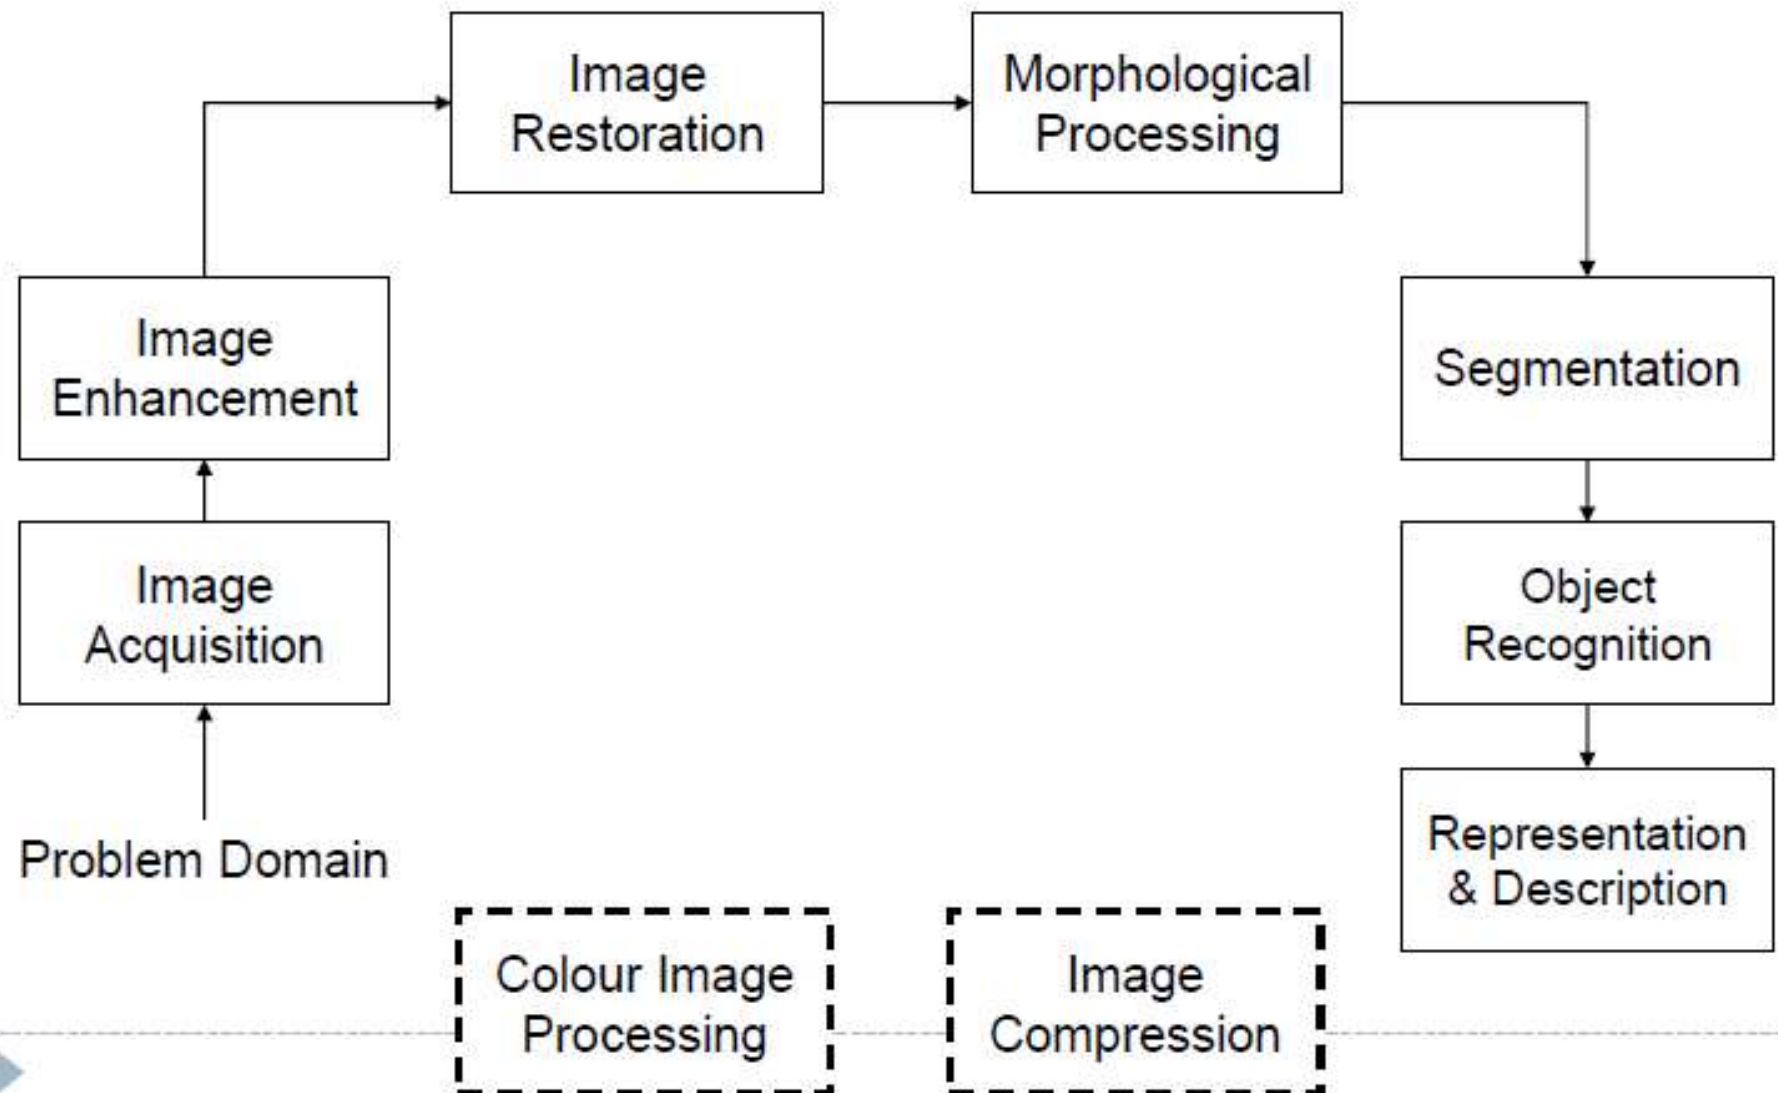 Image
Restoration
Morphological
Processing
Image
Enhancement
Segmentation
Image
Acquisition
Object
Recognition
Problem Domain
Representation
& Description
Colour Image
Processing
Image
Compression